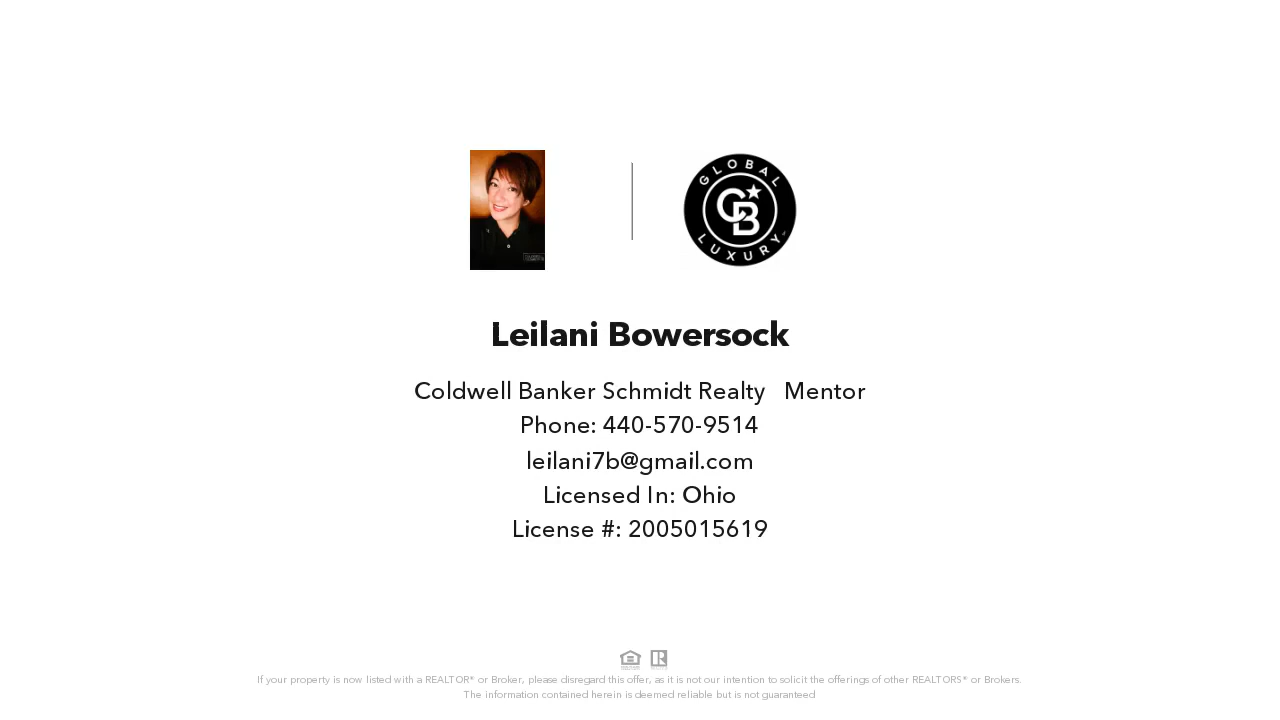 GLOBAL
CB
LUXURY
Leilani Bowersock
Coldwell Banker Schmidt Realty   Mentor
Phone: 440-570-9514
leilani7b@gmail.com
Licensed In: Ohio
License #: 2005015619
If your property is now listed with a REALTOR® or Broker, please disregard this offer, as it is not our intention to solicit the offerings of other REALTORS® or Brokers.
The information contained herein is deemed reliable but is not guaranteed